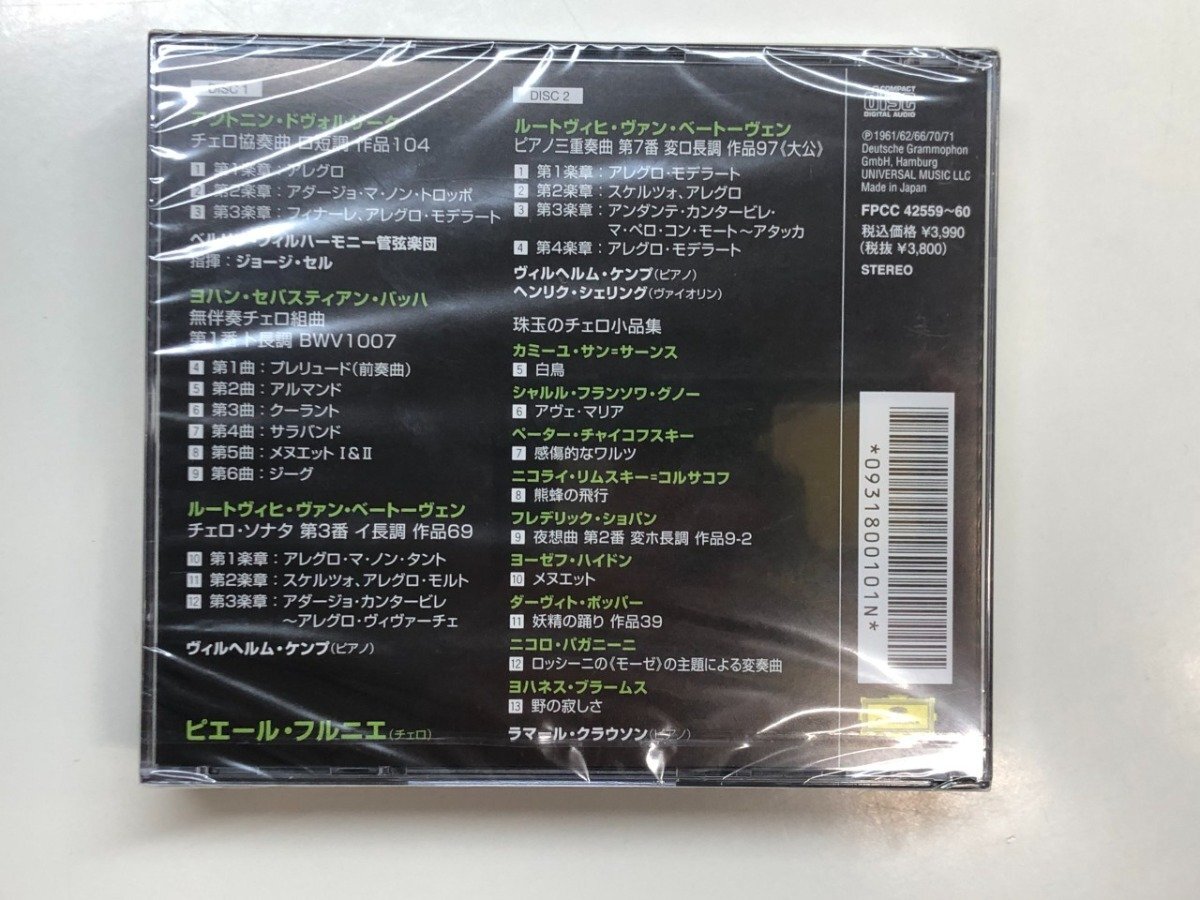 DISC 1
アントニン・ドヴォルザーク
チェロ協奏曲 ロ短調 作品104
1 第1楽章：アレグロ
2 第2楽章：アダージョ・マ・ノン・トロッポ
3 第3楽章：フィナーレ、アレグロ・モデラート
ベルリン・フィルハーモニー管弦楽団
指揮：ジョージ・セル
ヨハン・セバスティアン・バッハ
無伴奏チェロ組曲
第1番 ト長調 BWV1007
4 第1曲：プレリュード（前奏曲）
5 第2曲：アルマンド
6 第3曲：クーラント
7 第4曲：サラバンド
8 第5曲：メヌエット I＆II
9 第6曲：ジーグ
ルートヴィヒ・ヴァン・ベートーヴェン
チェロ・ソナタ 第3番 イ長調 作品69
10 第1楽章：アレグロ・マ・ノン・タント
11 第2楽章：スケルツォ、アレグロ・モルト
12 第3楽章：アダージョ・カンタービレ
～アレグロ・ヴィヴァーチェ
ヴィルヘルム・ケンプ（ピアノ）
ピエール・フルニエ（チェロ）
DISC 2
ルートヴィヒ・ヴァン・ベートーヴェン
ピアノ三重奏曲 第7番 変ロ長調 作品97《大公》
1 第1楽章：アレグロ・モデラート
2 第2楽章：スケルツォ、アレグロ
3 第3楽章：アンダンテ・カンタービレ・
マ・ペロ・コン・モート～アタッカ
4 第4楽章：アレグロ・モデラート
ヴィルヘルム・ケンプ（ピアノ）
ヘンリク・シェリング（ヴァイオリン）
珠玉のチェロ小品集
カミーユ・サン＝サーンス
5 白鳥
シャルル・フランソワ・グノー
6 アヴェ・マリア
ペーター・チャイコフスキー
7 感傷的なワルツ
ニコライ・リムスキー＝コルサコフ
8 熊蜂の飛行
フレデリック・ショパン
9 夜想曲 第2番 変ホ長調 作品9-2
ヨーゼフ・ハイドン
10 メヌエット
ダーヴィト・ポッパー
11 妖精の踊り 作品39
ニコロ・パガニーニ
12 ロッシーニの《モーゼ》の主題による変奏曲
ヨハネス・ブラームス
13 野の寂しさ
ラマール・クラウソン（ピアノ）
COMPACT
DISC
DIGITAL AUDIO
℗1961/62/66/70/71
Deutsche Grammophon
GmbH, Hamburg
UNIVERSAL MUSIC LLC
Made in Japan
FPCC 42559～60
税込価格 ¥3,990
（税抜 ¥3,800）
STEREO
*0931800101N*